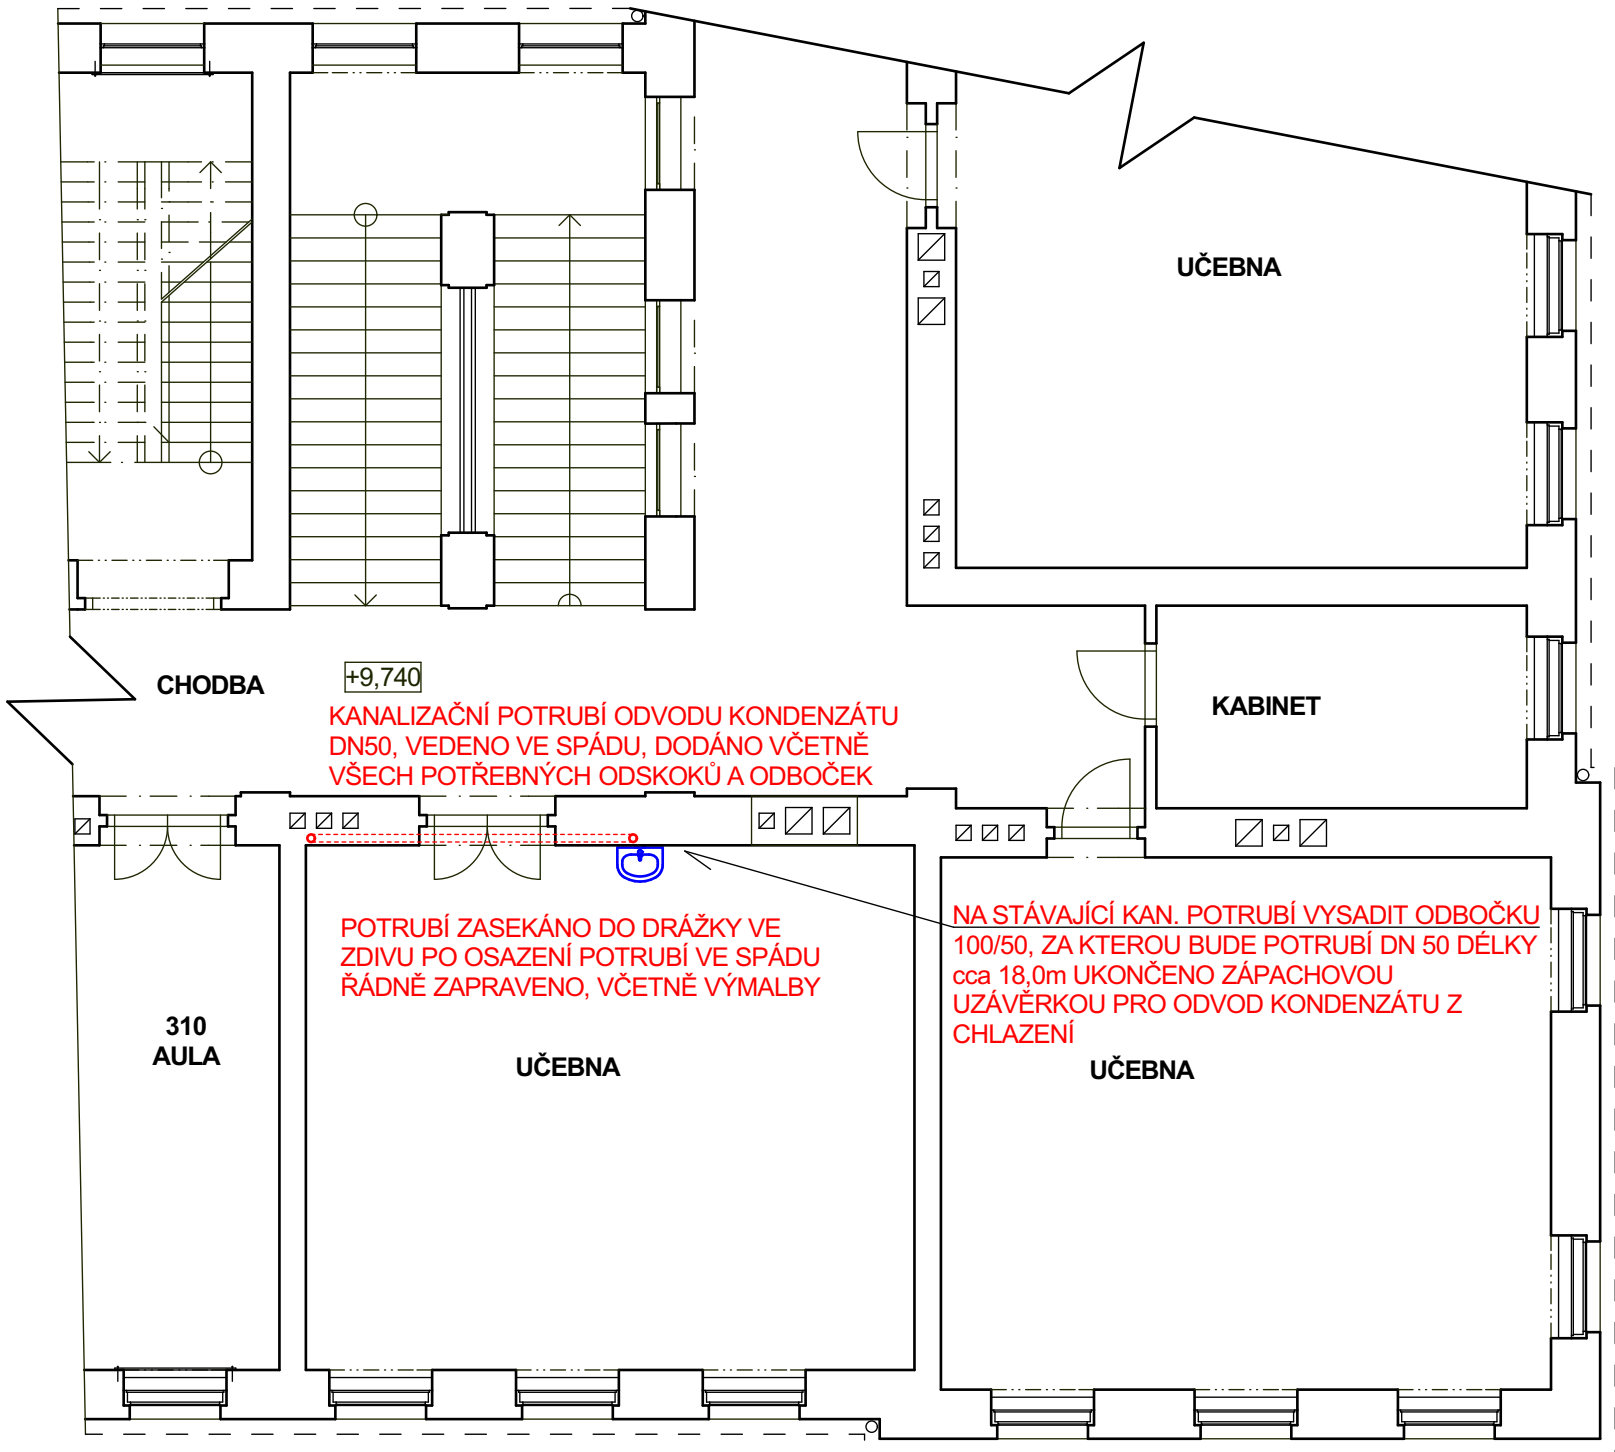 UČEBNA
CHODBA
+9,740
KABINET
KANALIZAČNÍ POTRUBÍ ODVODU KONDENZÁTU
DN50, VEDENO VE SPÁDU, DODÁNO VČETNĚ
VŠECH POTŘEBNÝCH ODSKOKŮ A ODBOČEK
POTRUBÍ ZASEKÁNO DO DRÁŽKY VE
ZDIVU PO OSAZENÍ POTRUBÍ VE SPÁDU
ŘÁDNĚ ZAPRAVENO, VČETNĚ VÝMALBY
NA STÁVAJÍCÍ KAN. POTRUBÍ VYSADIT ODBOČKU
100/50, ZA KTEROU BUDE POTRUBÍ DN 50 DÉLKY
cca 18,0m UKONČENO ZÁPACHOVOU
UZÁVĚRKOU PRO ODVOD KONDENZÁTU Z
CHLAZENÍ
310
AULA
UČEBNA
UČEBNA